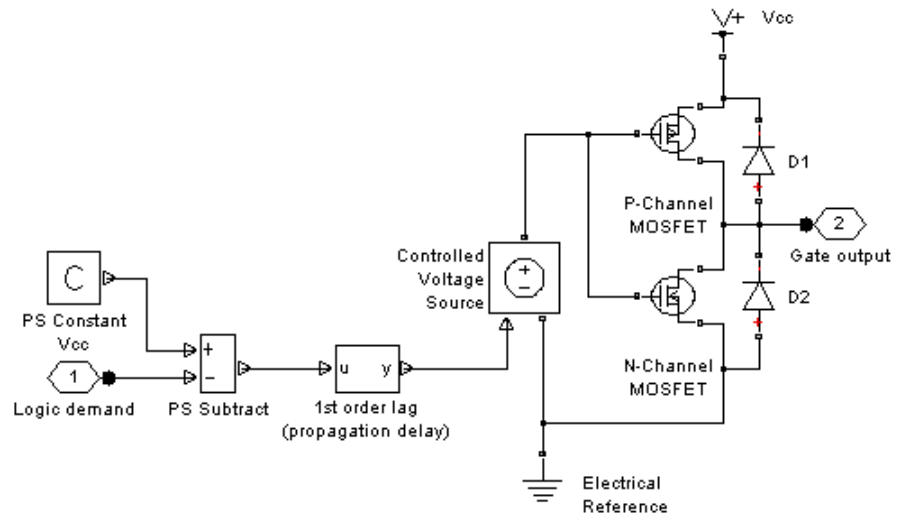 V+ Vcc
D1
P-Channel
MOSFET
2
Gate output
Controlled
Voltage
Source
+
−
C
PS Constant
Vcc
D2
+
−
1
Logic demand
PS Subtract
u y
1st order lag
(propagation delay)
N-Channel
MOSFET
Electrical
Reference